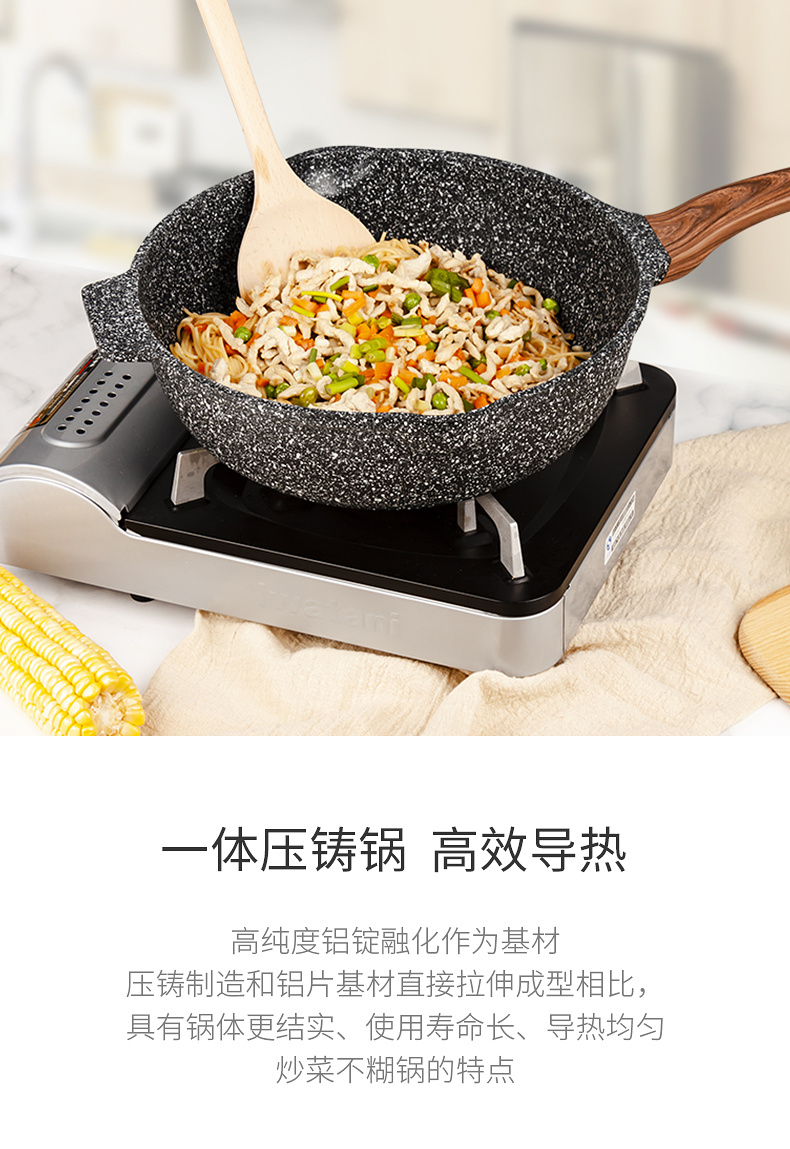 一体压铸锅 高效导热
高纯度铝锭融化作为基材
压铸制造和铝片基材直接拉伸成型相比，
具有锅体更结实、使用寿命长、导热均匀
炒菜不糊锅的特点